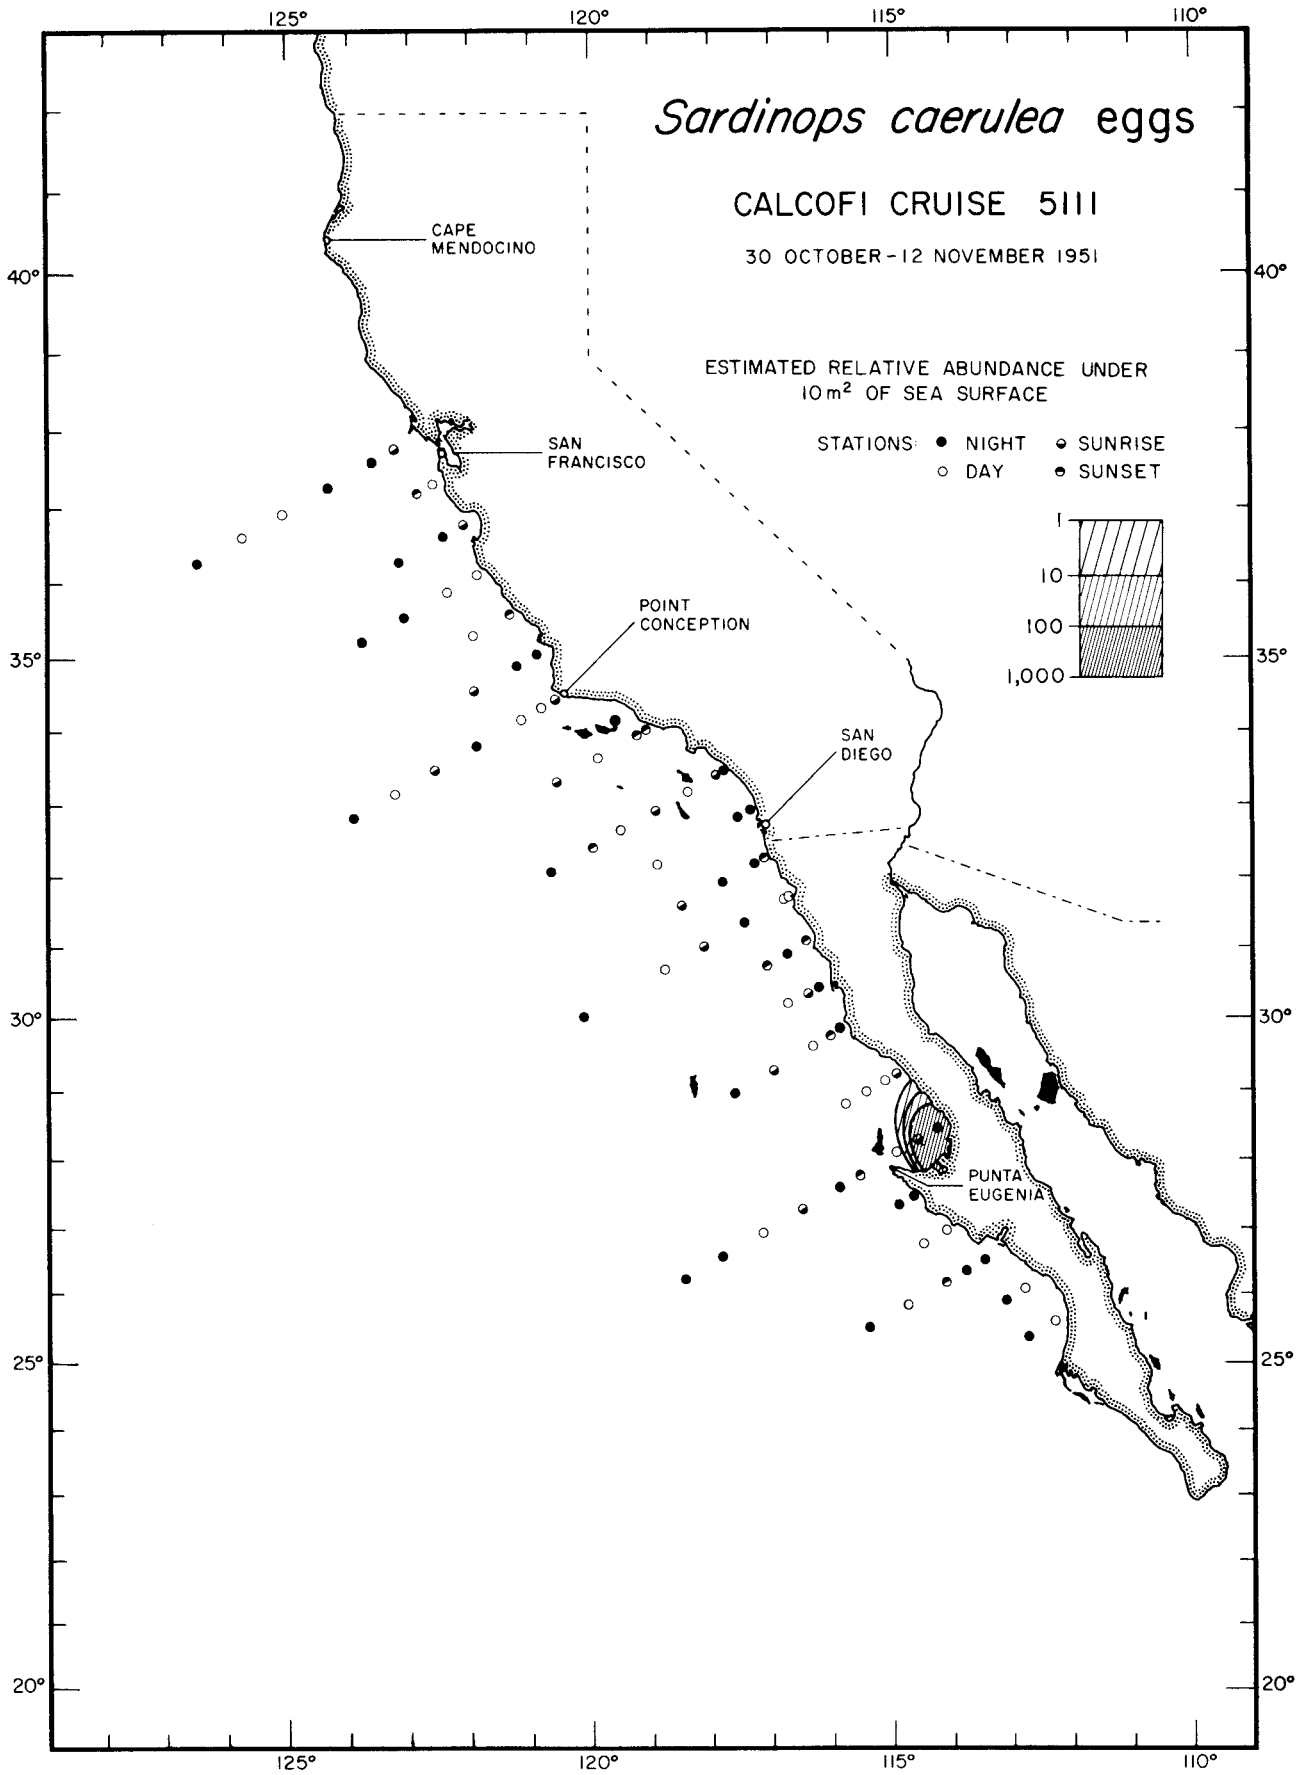 125° 120° 115° 110°
Sardinops caerulea eggs
CALCOFI CRUISE 5111
30 OCTOBER-12 NOVEMBER 1951
CAPE
MENDOCINO
40° 40°
ESTIMATED RELATIVE ABUNDANCE UNDER
10 m² OF SEA SURFACE
STATIONS: ● NIGHT ◒ SUNRISE
○ DAY ◓ SUNSET
SAN
FRANCISCO
1
10
100
1,000
POINT
CONCEPTION
35° 35°
SAN
DIEGO
30° 30°
PUNTA
EUGENIA
25° 25°
20° 20°
125° 120° 115° 110°